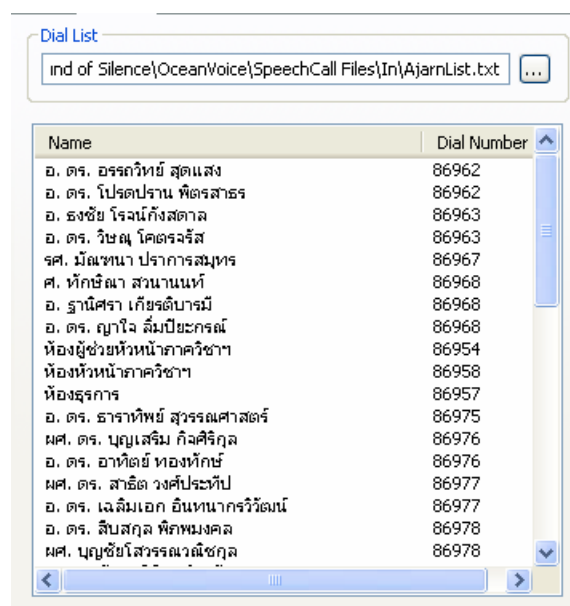 Dial List
ınd of Silence\OceanVoice\SpeechCall Files\In\AjarnList.txt ...
Name Dial Number
อ. ดร. อรรถวิทย์ สุดแสง 86962
อ. ดร. โปรดปราน พิตรสาธร 86962
อ. ธงชัย โรจน์กังสดาล 86963
อ. ดร. วิษณุ โคตรจรัส 86963
รศ. มัณฑนา ปราการสมุทร 86967
ศ. ทักษิณา สวนานนท์ 86968
อ. ฐานิศรา เกียรติบารมี 86968
อ. ดร. ญาใจ ลิ่มปิยะกรณ์ 86968
ห้องผู้ช่วยหัวหน้าภาควิชาฯ 86954
ห้องหัวหน้าภาควิชาฯ 86958
ห้องธุรการ 86957
อ. ดร. ธาราทิพย์ สุวรรณศาสตร์ 86975
ผศ. ดร. บุญเสริม กิจศิริกุล 86976
อ. ดร. อาทิตย์ ทองทักษ์ 86976
ผศ. ดร. สาธิต วงศ์ประทีป 86977
อ. ดร. เฉลิมเอก อินทนากรวิวัฒน์ 86977
อ. ดร. สืบสกุล พิภพมงคล 86978
ผศ. บุญชัยโสวรรณวณิชกุล 86978